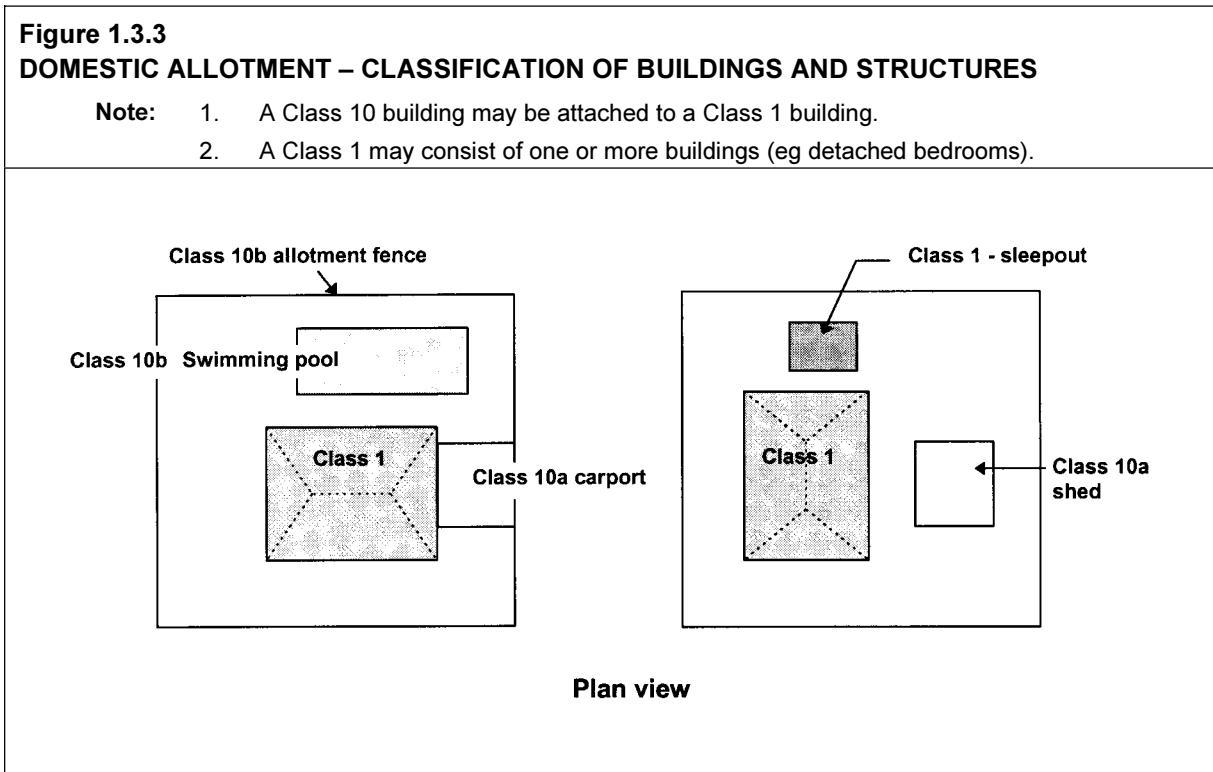 Figure 1.3.3
DOMESTIC ALLOTMENT – CLASSIFICATION OF BUILDINGS AND STRUCTURES
Note: 1. A Class 10 building may be attached to a Class 1 building.
2. A Class 1 may consist of one or more buildings (eg detached bedrooms).
Class 10b allotment fence
Class 10b Swimming pool
Class 1
Class 10a carport
Class 1 - sleepout
Class 1
Class 10a
shed
Plan view